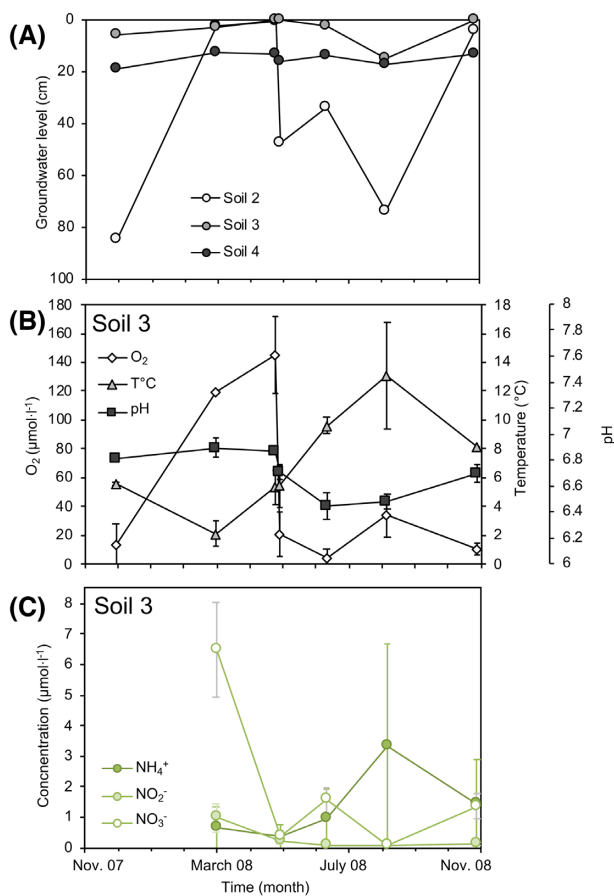 (A)
0
20
40
60
80
100
Groundwater level (cm)
Soil 2
Soil 3
Soil 4
(B)
Soil 3
O₂
T°C
pH
180
160
140
120
100
80
60
40
20
0
O₂ (µmol·l⁻¹)
18
16
14
12
10
8
6
4
2
0
Temperature (°C)
8
7.8
7.6
7.4
7.2
7
6.8
6.6
6.4
6.2
6
pH
(C)
Soil 3
8
7
6
5
4
3
2
1
0
Concnentration (µmol·l⁻¹)
NH₄⁺
NO₂⁻
NO₃⁻
Nov. 07 March 08 July 08 Nov. 08
Time (month)